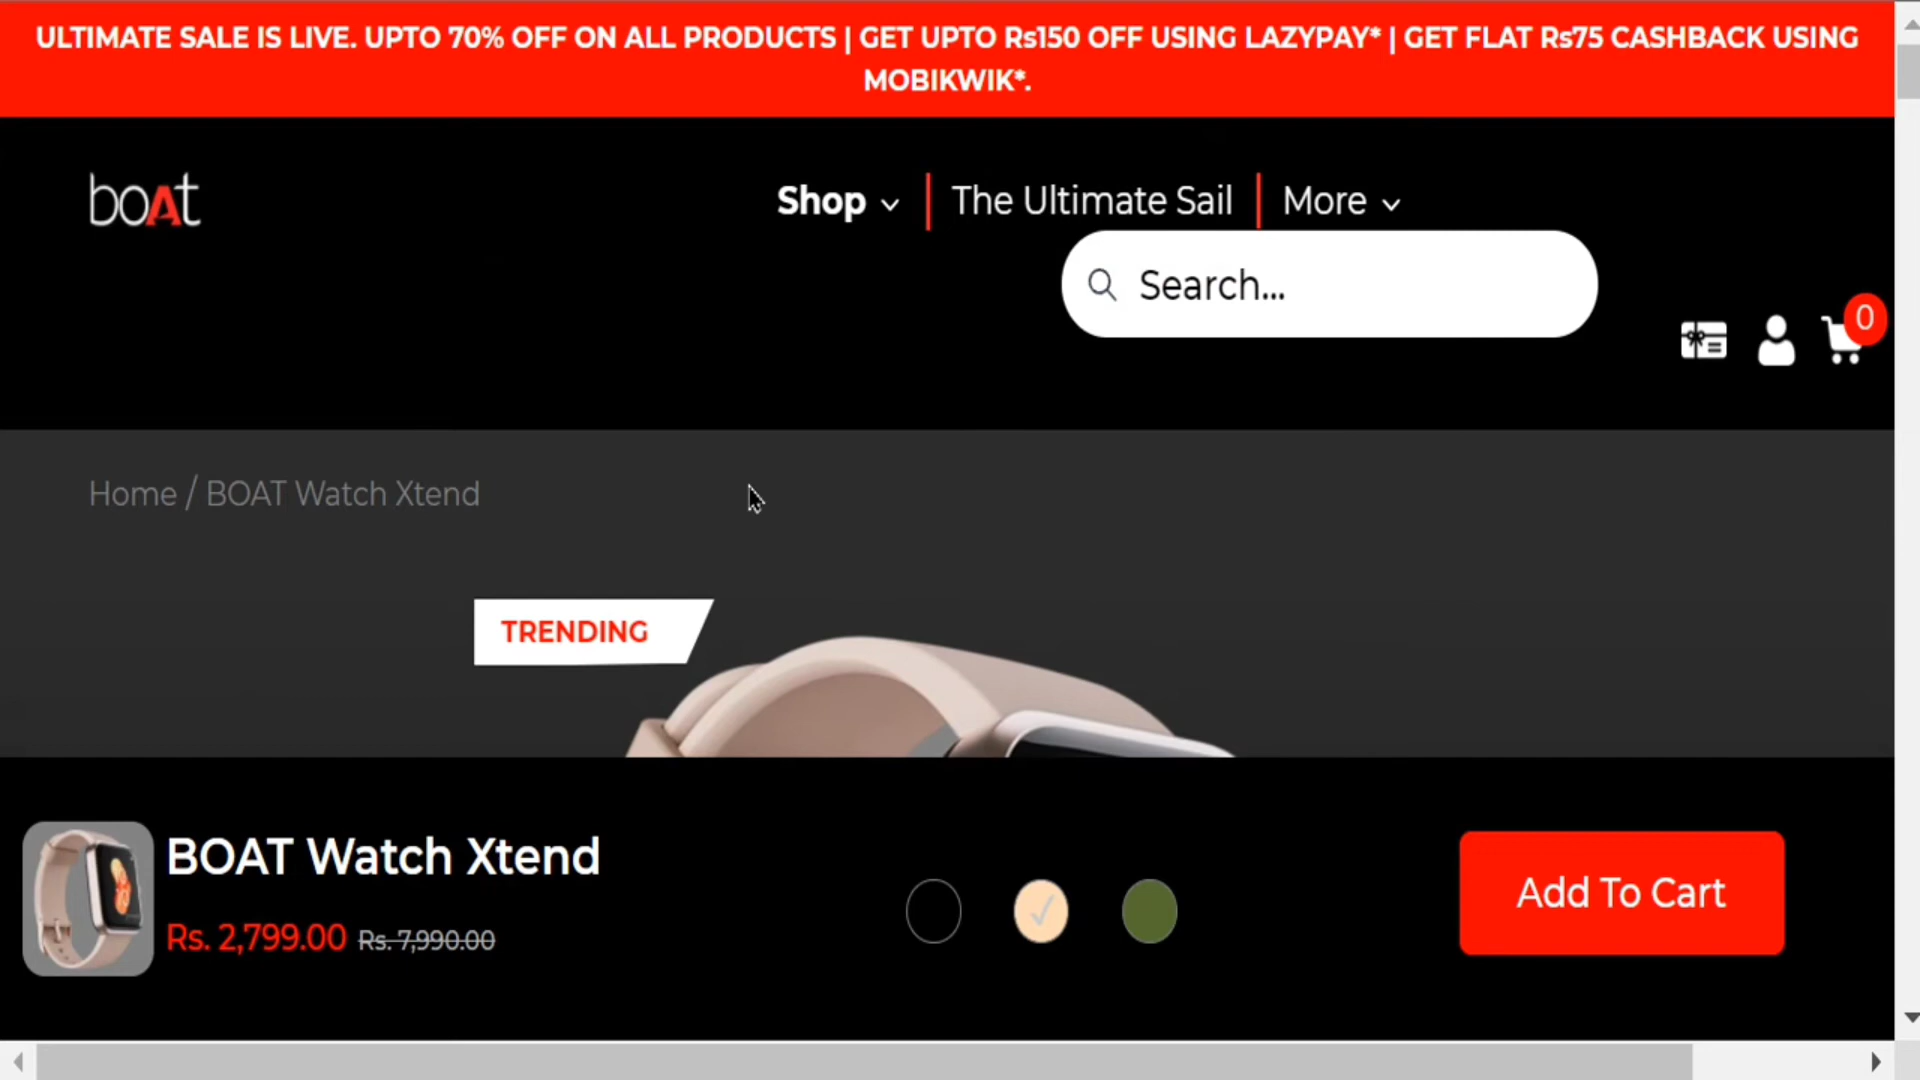 ULTIMATE SALE IS LIVE. UPTO 70% OFF ON ALL PRODUCTS | GET UPTO Rs150 OFF USING LAZYPAY* | GET FLAT Rs75 CASHBACK USING
MOBIKWIK*.
boAt
Shop
The Ultimate Sail
More
Search...
0
Home / BOAT Watch Xtend
TRENDING
BOAT Watch Xtend
Rs. 2,799.00 Rs. 7,990.00
Add To Cart